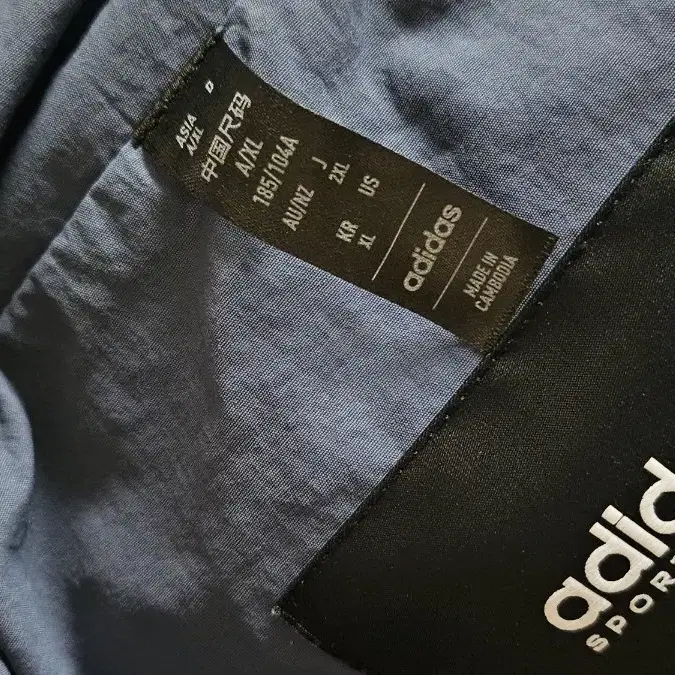 ASIA D
A/XL
中国尺码
A/XL
185/104A
AU/NZ J
2XL
KR US
XL
adidas
MADE IN
CAMBODIA
adid
SPOR